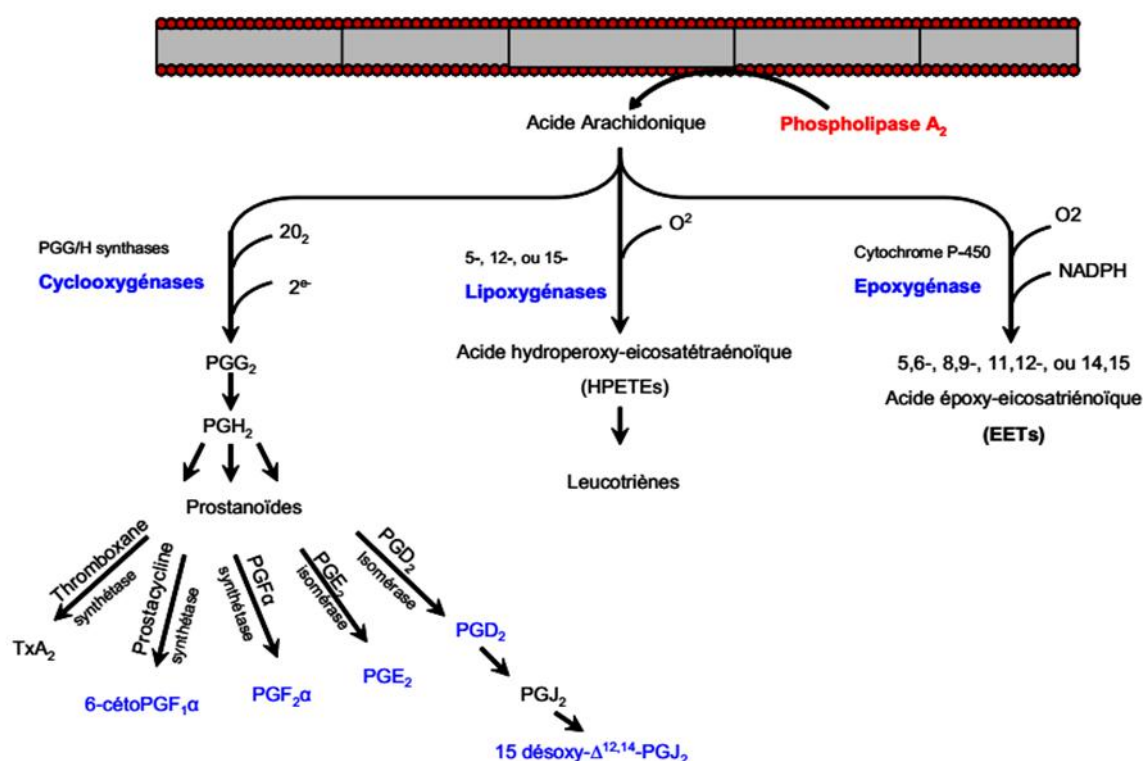 Acide Arachidonique
Phospholipase A₂
PGG/H synthases
Cyclooxygénases
20₂
2ᵉ⁻
5-, 12-, ou 15-
Lipoxygénases
O²
Cytochrome P-450
Epoxygénase
O2
NADPH
PGG₂
PGH₂
Prostanoïdes
Acide hydroperoxy-eicosatétraénoïque
(HPETEs)
Leucotriènes
5,6-, 8,9-, 11,12-, ou 14,15
Acide époxy-eicosatriénoïque
(EETs)
Thromboxane
synthétase
Prostacycline
synthétase
PGFα
synthétase
PGE₂
isomérase
PGD₂
Isomérase
TxA₂
6-cétoPGF₁α
PGF₂α
PGE₂
PGD₂
PGJ₂
15 désoxy-Δ¹²,¹⁴-PGJ₂